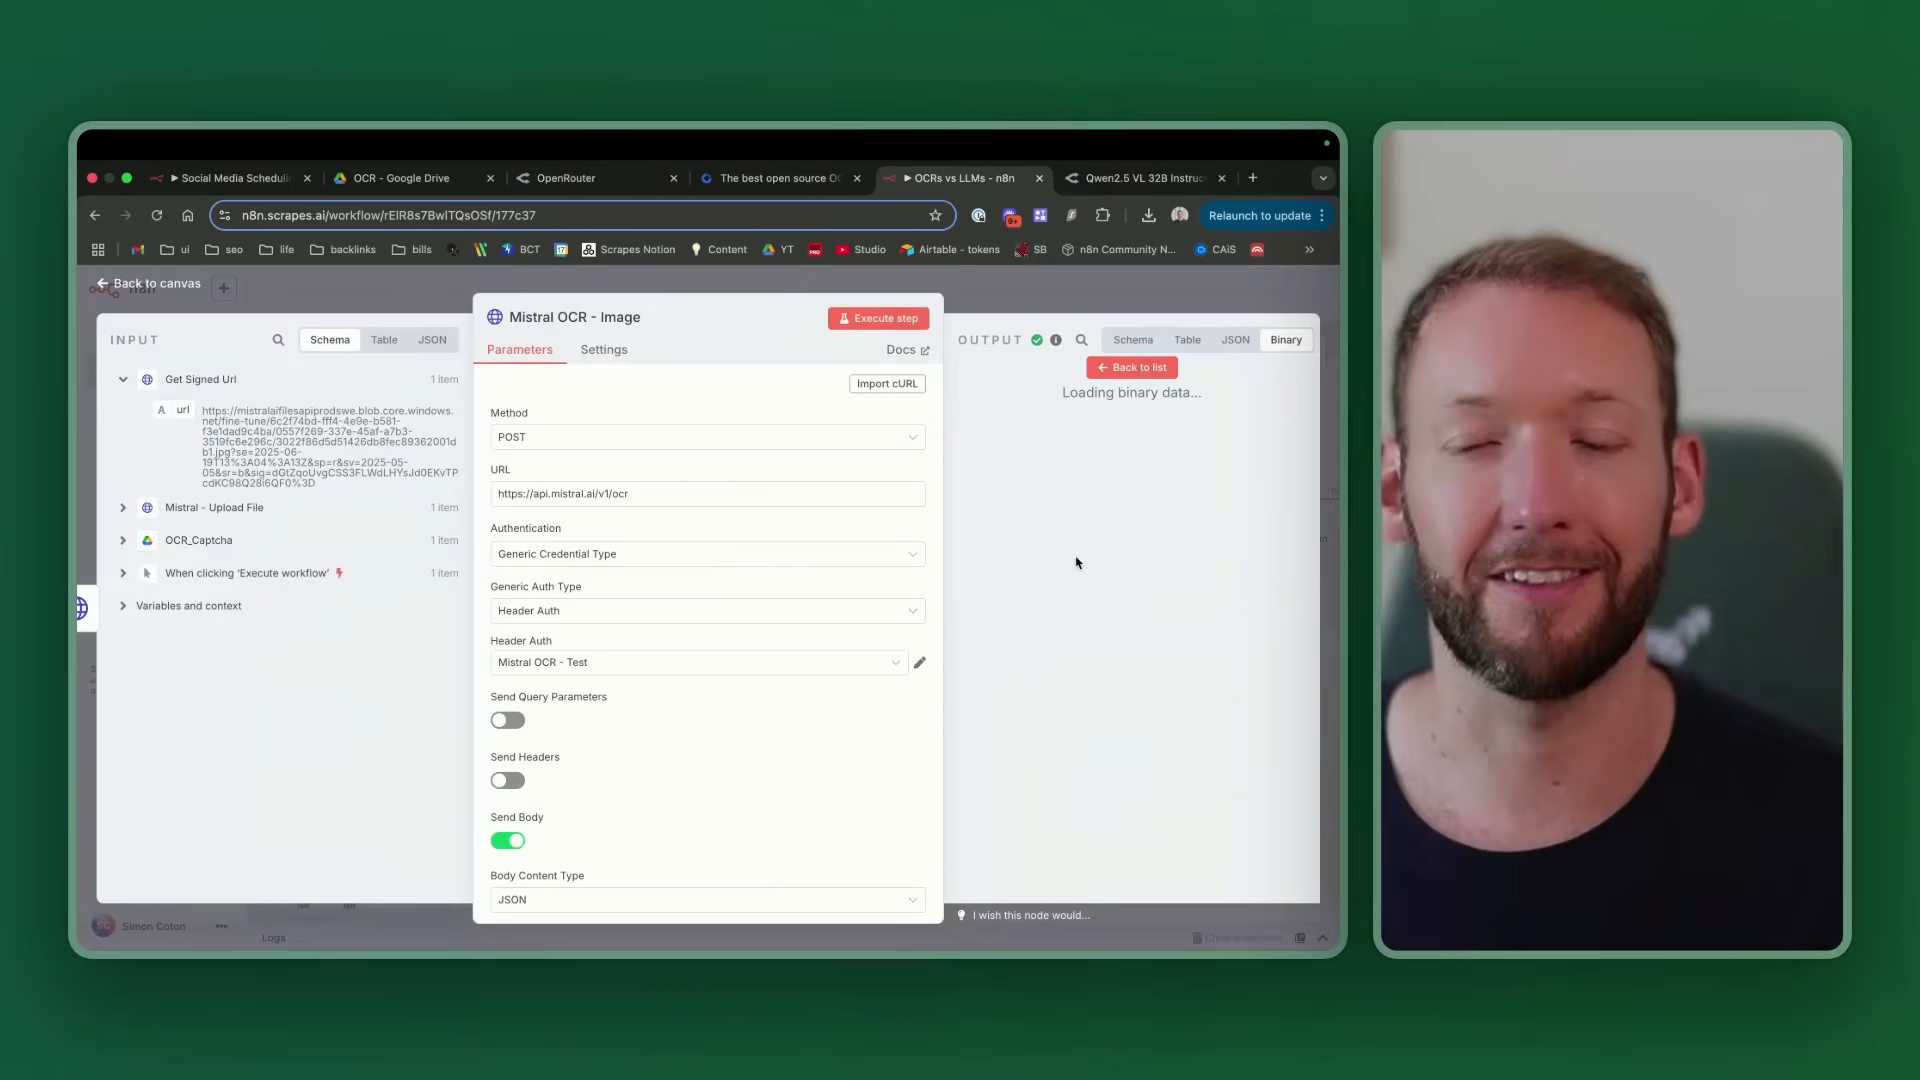 Social Media Scheduli
OCR - Google Drive
OpenRouter
The best open source OC
OCRs vs LLMs - n8n
Qwen2.5 VL 32B Instruc
n8n.scrapes.ai/workflow/rElR8s7BwlTQsOSf/177c37
9+
Relaunch to update
ui
seo
life
backlinks
bills
BCT
Scrapes Notion
Content
YT
Studio
Airtable - tokens
SB
n8n Community N...
CAiS
Back to canvas
INPUT
Schema
Table
JSON
Get Signed Url
1 item
A url
https://mistralaifilesapiprodswe.blob.core.windows.
net/fine-tune/6c2f74bd-fff4-4e9e-b581-
f3e1dad9c4ba/0557f269-337e-45af-a7b3-
3519fc6e296c/3022f86d5d51426db8fec89362001d
b1.jpg?se=2025-06-
19T13%3A04%3A13Z&sp=r&sv=2025-05-
05&sr=b&sig=dGtZqoUvgCSS3FLWdLHYsJd0EKvTP
cdKC98Q28i6QF0%3D
Mistral - Upload File
1 item
OCR_Captcha
1 item
When clicking ‘Execute workflow’
1 item
Variables and context
Mistral OCR - Image
Execute step
Parameters
Settings
Docs
Import cURL
Method
POST
URL
https://api.mistral.ai/v1/ocr
Authentication
Generic Credential Type
Generic Auth Type
Header Auth
Header Auth
Mistral OCR - Test
Send Query Parameters
Send Headers
Send Body
Body Content Type
JSON
OUTPUT
Schema
Table
JSON
Binary
Back to list
Loading binary data...
I wish this node would...
SC
Simon Coton
Logs